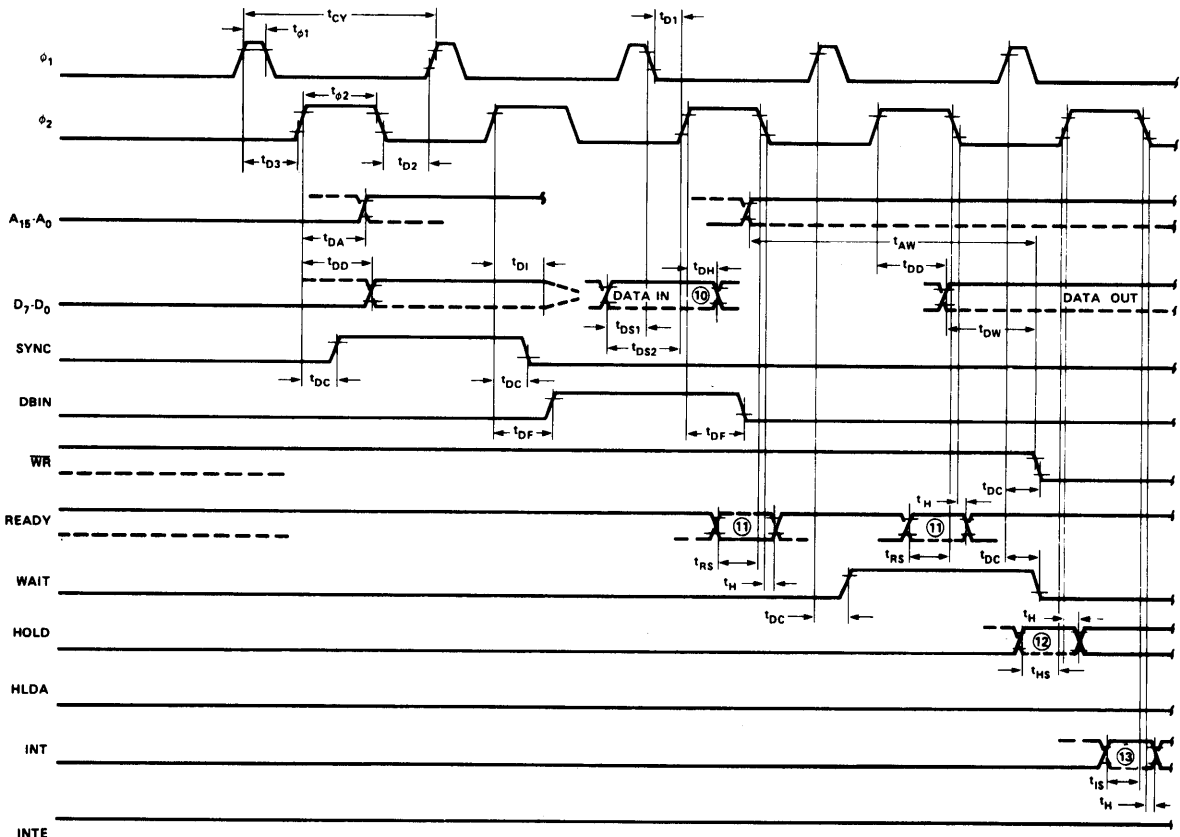 tCY
tD1
tφ1
φ1
tφ2
φ2
tD3
tD2
A15-A0
tDA
tAW
tDD
tDI
tDH
tDD
D7-D0
DATA IN
⑩
DATA OUT
tDS1
tDW
tDS2
SYNC
tDC
tDC
DBIN
tDF
tDF
WR
tH
tDC
READY
⑪
⑪
tRS
tRS
tDC
WAIT
tH
tDC
tH
HOLD
⑫
tHS
HLDA
INT
⑬
tIS
tH
INTE